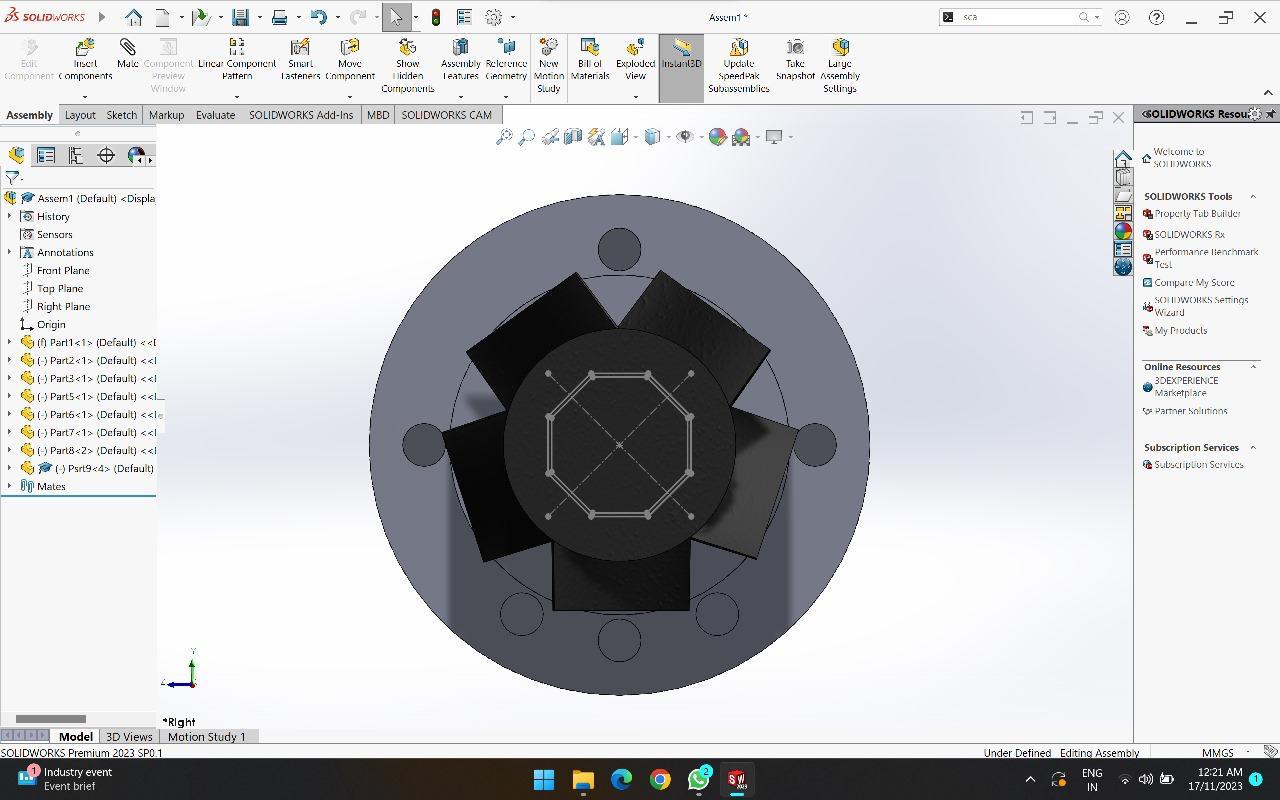 SOLIDWORKS
Assem1 *
sca
Edit Component
Insert Components
Mate
Component Preview Window
Linear Component Pattern
Smart Fasteners
Move Component
Show Hidden Components
Assembly Features
Reference Geometry
New Motion Study
Bill of Materials
Exploded View
Instant3D
Update SpeedPak Subassemblies
Take Snapshot
Large Assembly Settings
Assembly
Layout
Sketch
Markup
Evaluate
SOLIDWORKS Add-Ins
MBD
SOLIDWORKS CAM
Assem1 (Default) <Displa
History
Sensors
Annotations
Front Plane
Top Plane
Right Plane
Origin
(f) Part1<1> (Default) <<
(-) Part2<1> (Default) <<
(-) Part3<1> (Default) <<
(-) Part5<1> (Default) <<
(-) Part6<1> (Default) <<
(-) Part7<1> (Default) <<
(-) Part8<2> (Default) <<
(-) Psrt9<4> (Default)
Mates
Y
Z
*Right
SOLIDWORKS Resou
Welcome to
SOLIDWORKS
SOLIDWORKS Tools
Property Tab Builder
SOLIDWORKS Rx
Performance Benchmark
Test
Compare My Score
SOLIDWORKS Settings
Wizard
My Products
Online Resources
3DEXPERIENCE
Marketplace
Partner Solutions
Subscription Services
Subscription Services
Model
3D Views
Motion Study 1
SOLIDWORKS Premium 2023 SP0.1
Under Defined
Editing Assembly
MMGS
1
Industry event
Event brief
2
SW
2023
ENG
IN
12:21 AM
17/11/2023
1